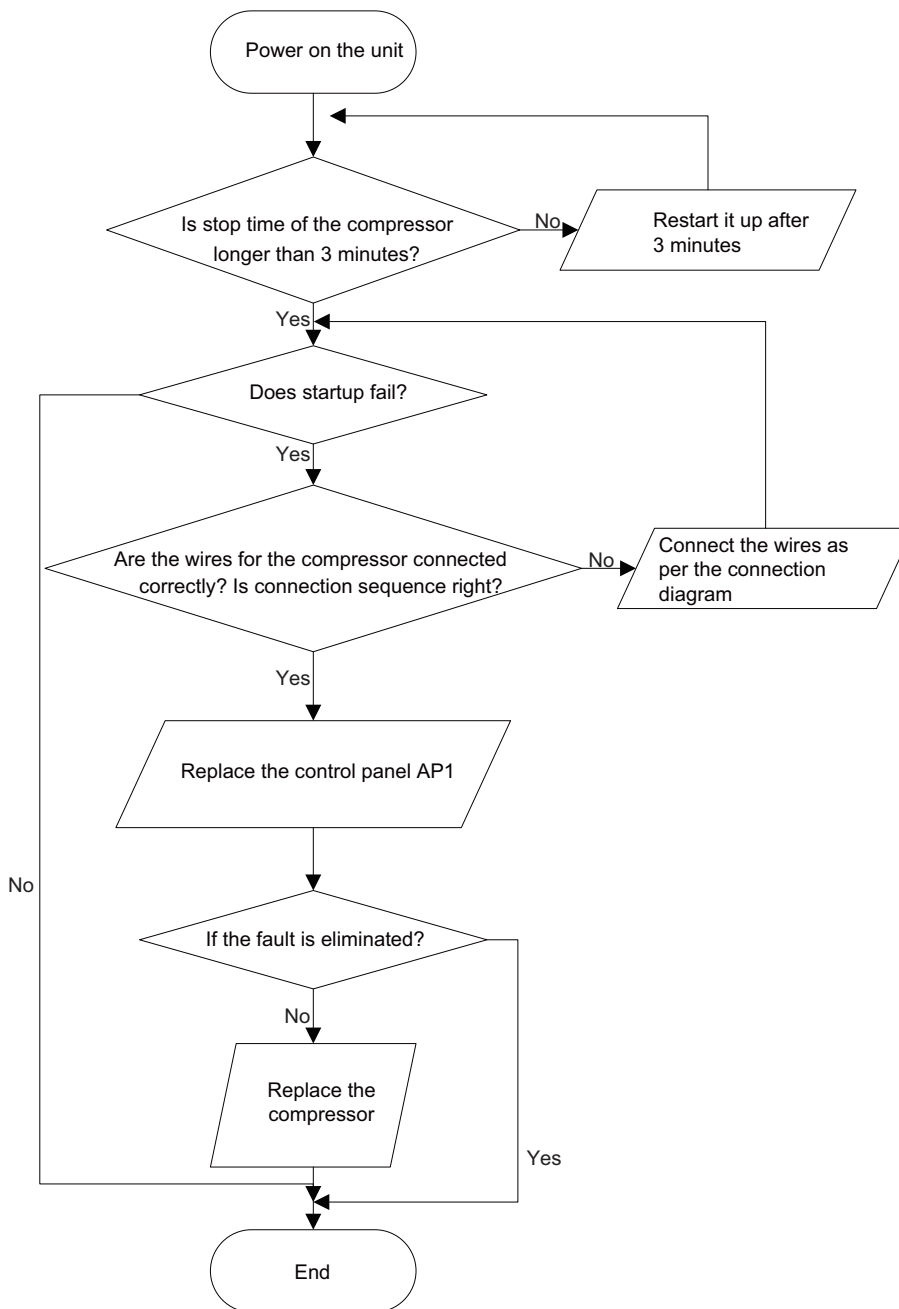 Power on the unit
Is stop time of the compressor
longer than 3 minutes?
No
Restart it up after
3 minutes
Yes
Does startup fail?
Yes
Are the wires for the compressor connected
correctly? Is connection sequence right?
No
Connect the wires as
per the connection
diagram
Yes
Replace the control panel AP1
No
If the fault is eliminated?
No
Replace the
compressor
Yes
End